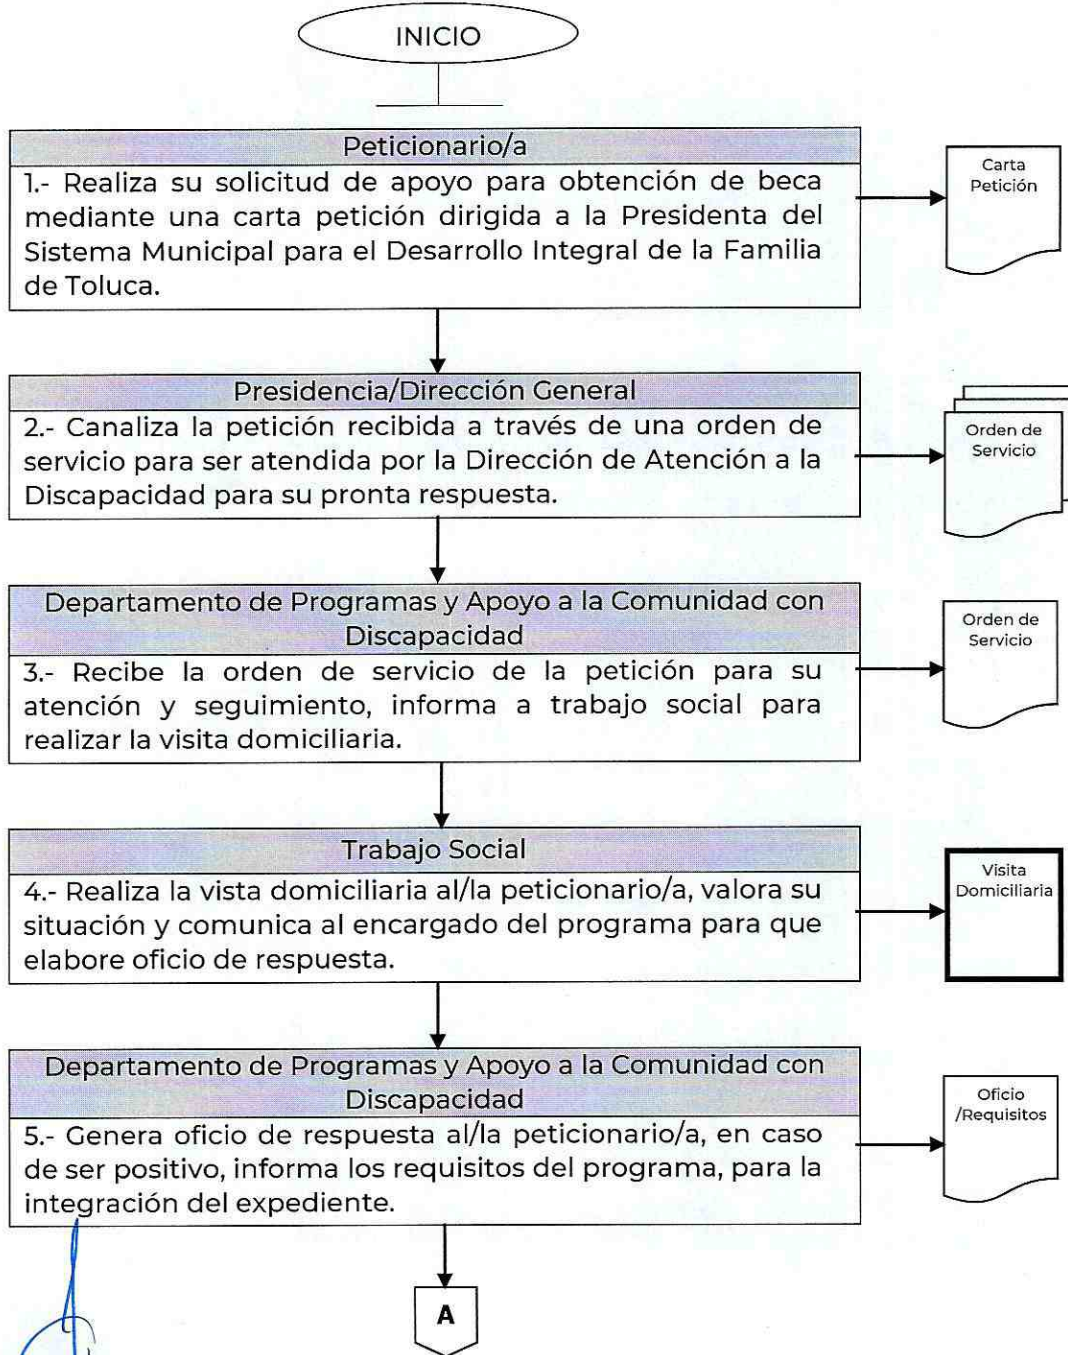 INICIO
Peticionario/a
1.- Realiza su solicitud de apoyo para obtención de beca
mediante una carta petición dirigida a la Presidenta del
Sistema Municipal para el Desarrollo Integral de la Familia
de Toluca.
Carta
Petición
Presidencia/Dirección General
2.- Canaliza la petición recibida a través de una orden de
servicio para ser atendida por la Dirección de Atención a la
Discapacidad para su pronta respuesta.
Orden de
Servicio
Departamento de Programas y Apoyo a la Comunidad con
Discapacidad
3.- Recibe la orden de servicio de la petición para su
atención y seguimiento, informa a trabajo social para
realizar la visita domiciliaria.
Orden de
Servicio
Trabajo Social
4.- Realiza la vista domiciliaria al/la peticionario/a, valora su
situación y comunica al encargado del programa para que
elabore oficio de respuesta.
Visita
Domiciliaria
Departamento de Programas y Apoyo a la Comunidad con
Discapacidad
5.- Genera oficio de respuesta al/la peticionario/a, en caso
de ser positivo, informa los requisitos del programa, para la
integración del expediente.
Oficio
/Requisitos
A